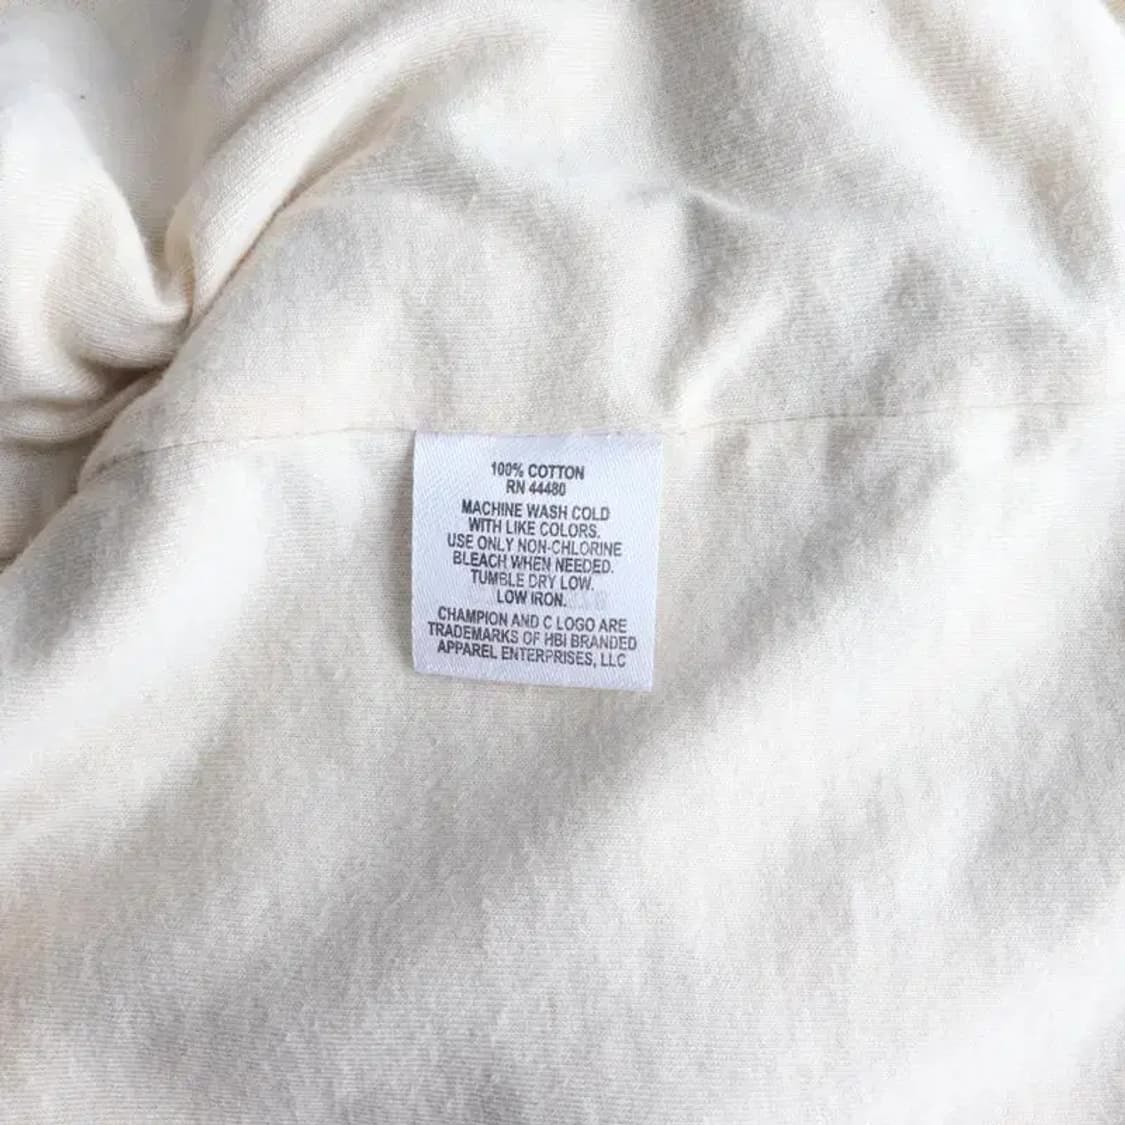 100% COTTON
RN 44480
MACHINE WASH COLD
WITH LIKE COLORS.
USE ONLY NON-CHLORINE
BLEACH WHEN NEEDED.
TUMBLE DRY LOW.
LOW IRON.
CHAMPION AND C LOGO ARE
TRADEMARKS OF HBI BRANDED
APPAREL ENTERPRISES, LLC